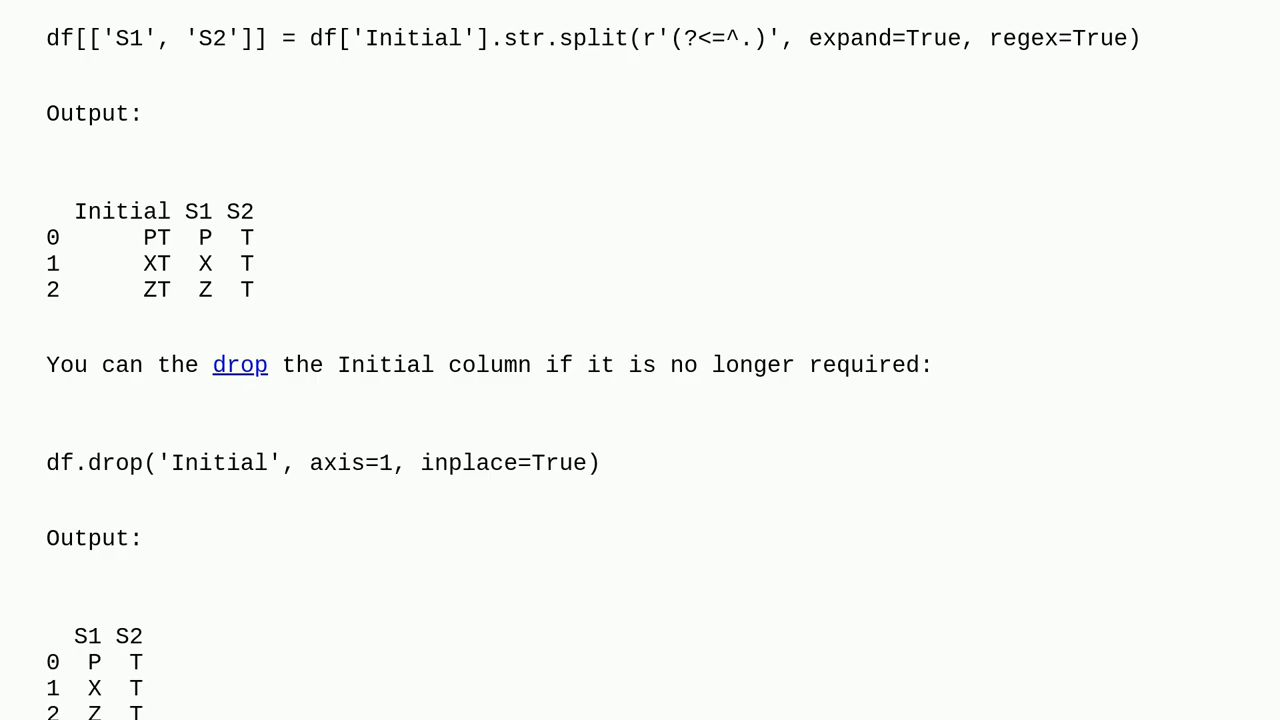 df[['S1', 'S2']] = df['Initial'].str.split(r'(?<=^.)', expand=True, regex=True)
Output:
  Initial S1 S2
0      PT  P  T
1      XT  X  T
2      ZT  Z  T
You can the drop the Initial column if it is no longer required:
df.drop('Initial', axis=1, inplace=True)
Output:
  S1 S2
0  P  T
1  X  T
2  Z  T